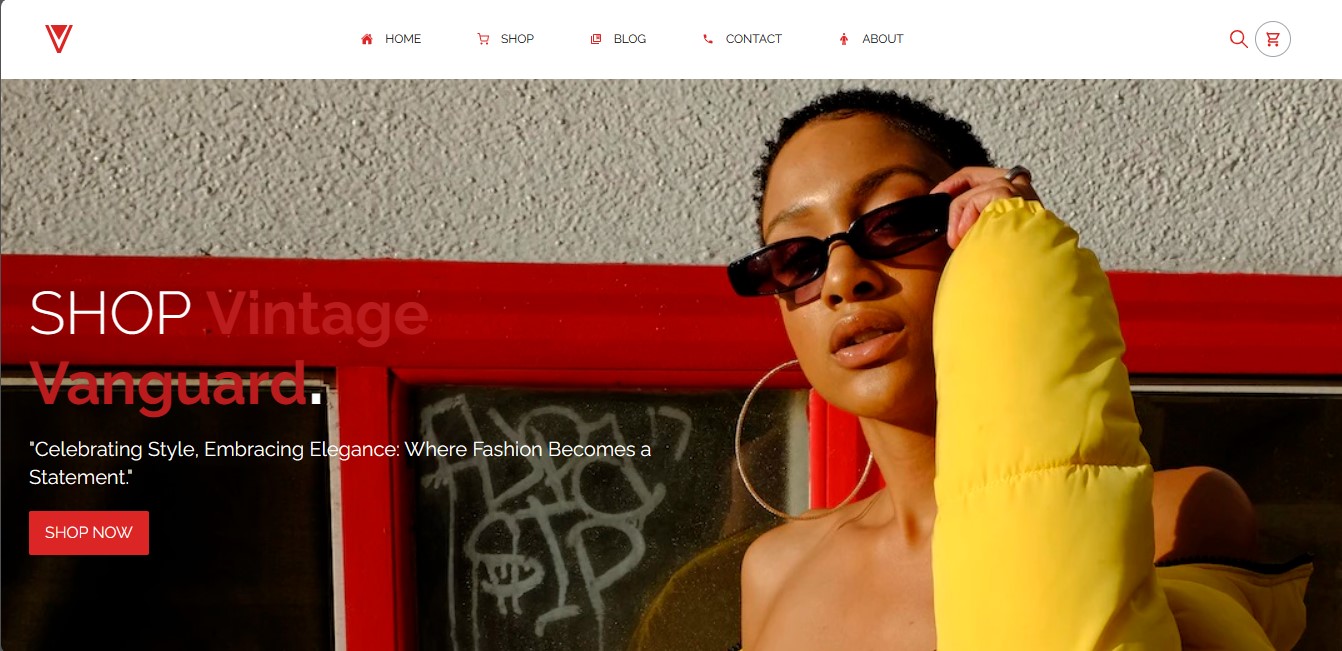 HOME SHOP BLOG CONTACT ABOUT
SHOP Vintage
Vanguard.
"Celebrating Style, Embracing Elegance: Where Fashion Becomes a
Statement."
SHOP NOW